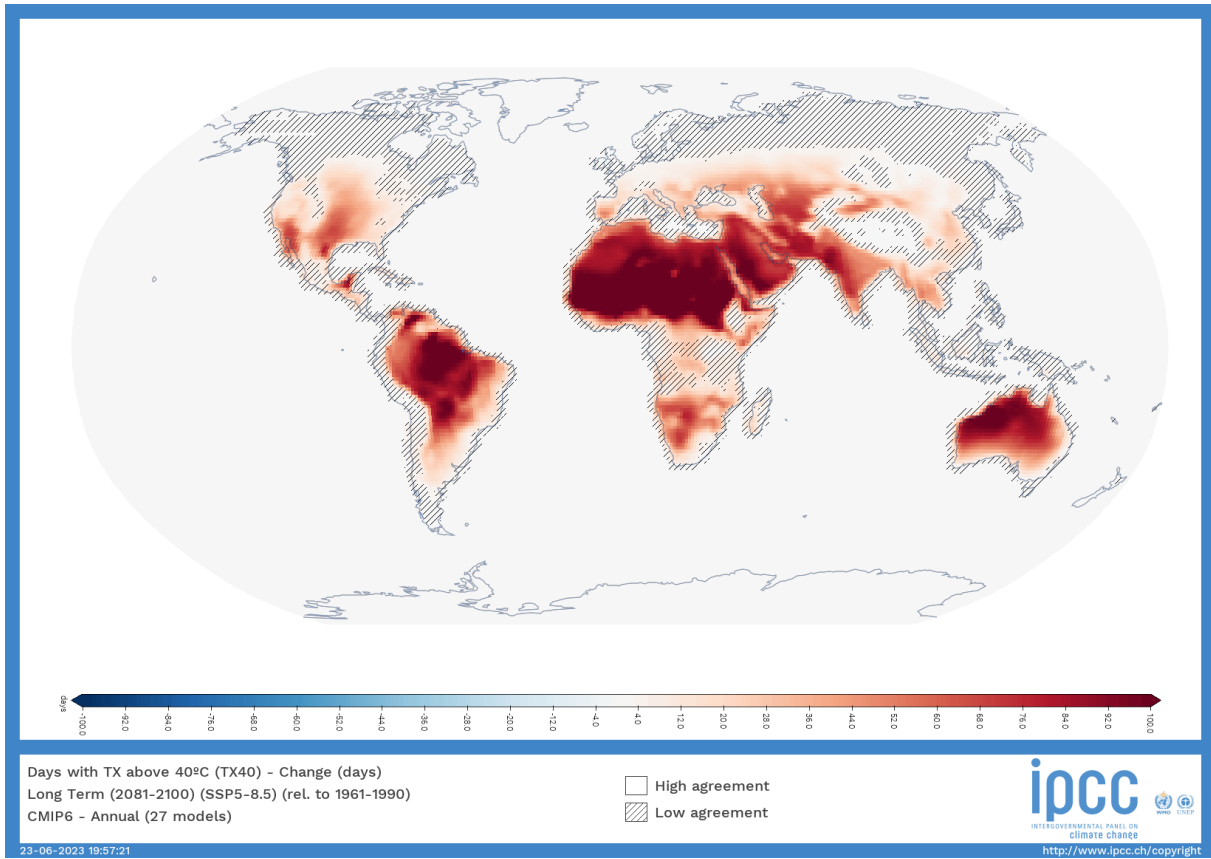 days
-100.0 -92.0 -84.0 -76.0 -68.0 -60.0 -52.0 -44.0 -36.0 -28.0 -20.0 -12.0 -4.0 4.0 12.0 20.0 28.0 36.0 44.0 52.0 60.0 68.0 76.0 84.0 92.0 100.0
Days with TX above 40ºC (TX40) - Change (days)
Long Term (2081-2100) (SSP5-8.5) (rel. to 1961-1990)
CMIP6 - Annual (27 models)
High agreement
Low agreement
ipcc
INTERGOVERNMENTAL PANEL ON
climate change
WMO
UNEP
23-06-2023 19:57:21
http://www.ipcc.ch/copyright